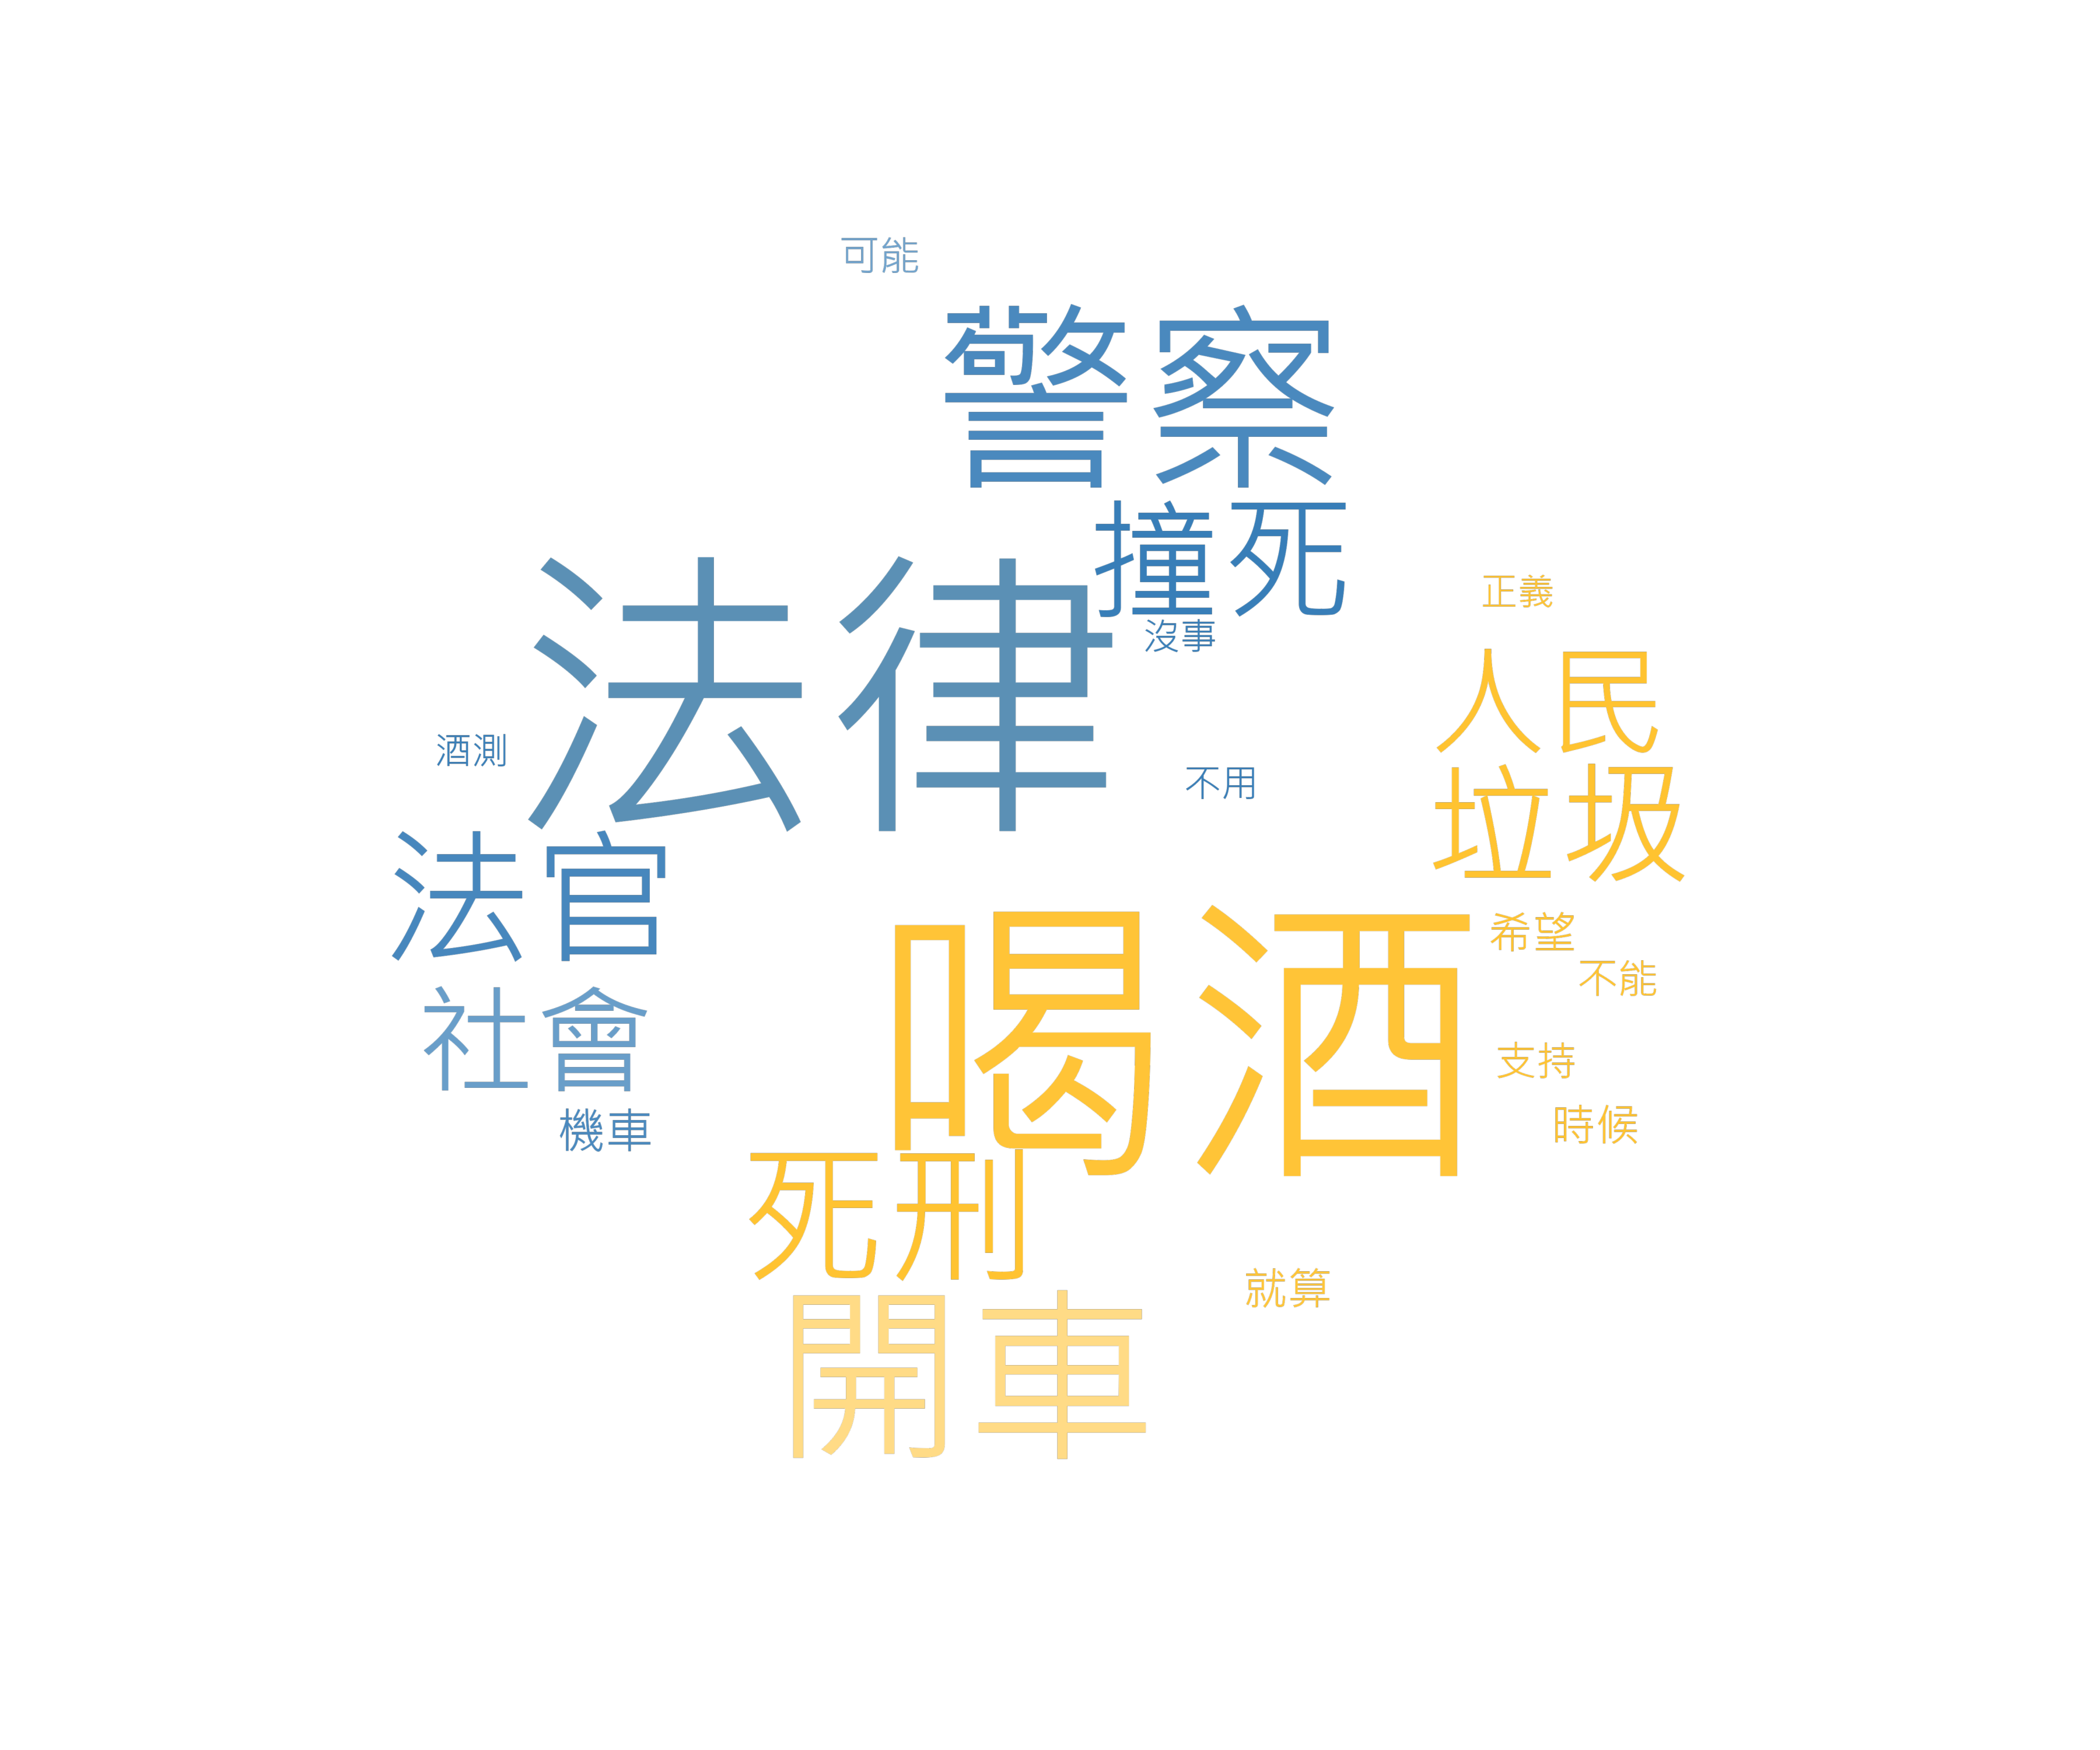 可能
警察
撞死
沒事
法律
正義
人民
酒測
不用
垃圾
法官
喝酒
希望
不能
社會
支持
機車
時候
死刑
就算
開車